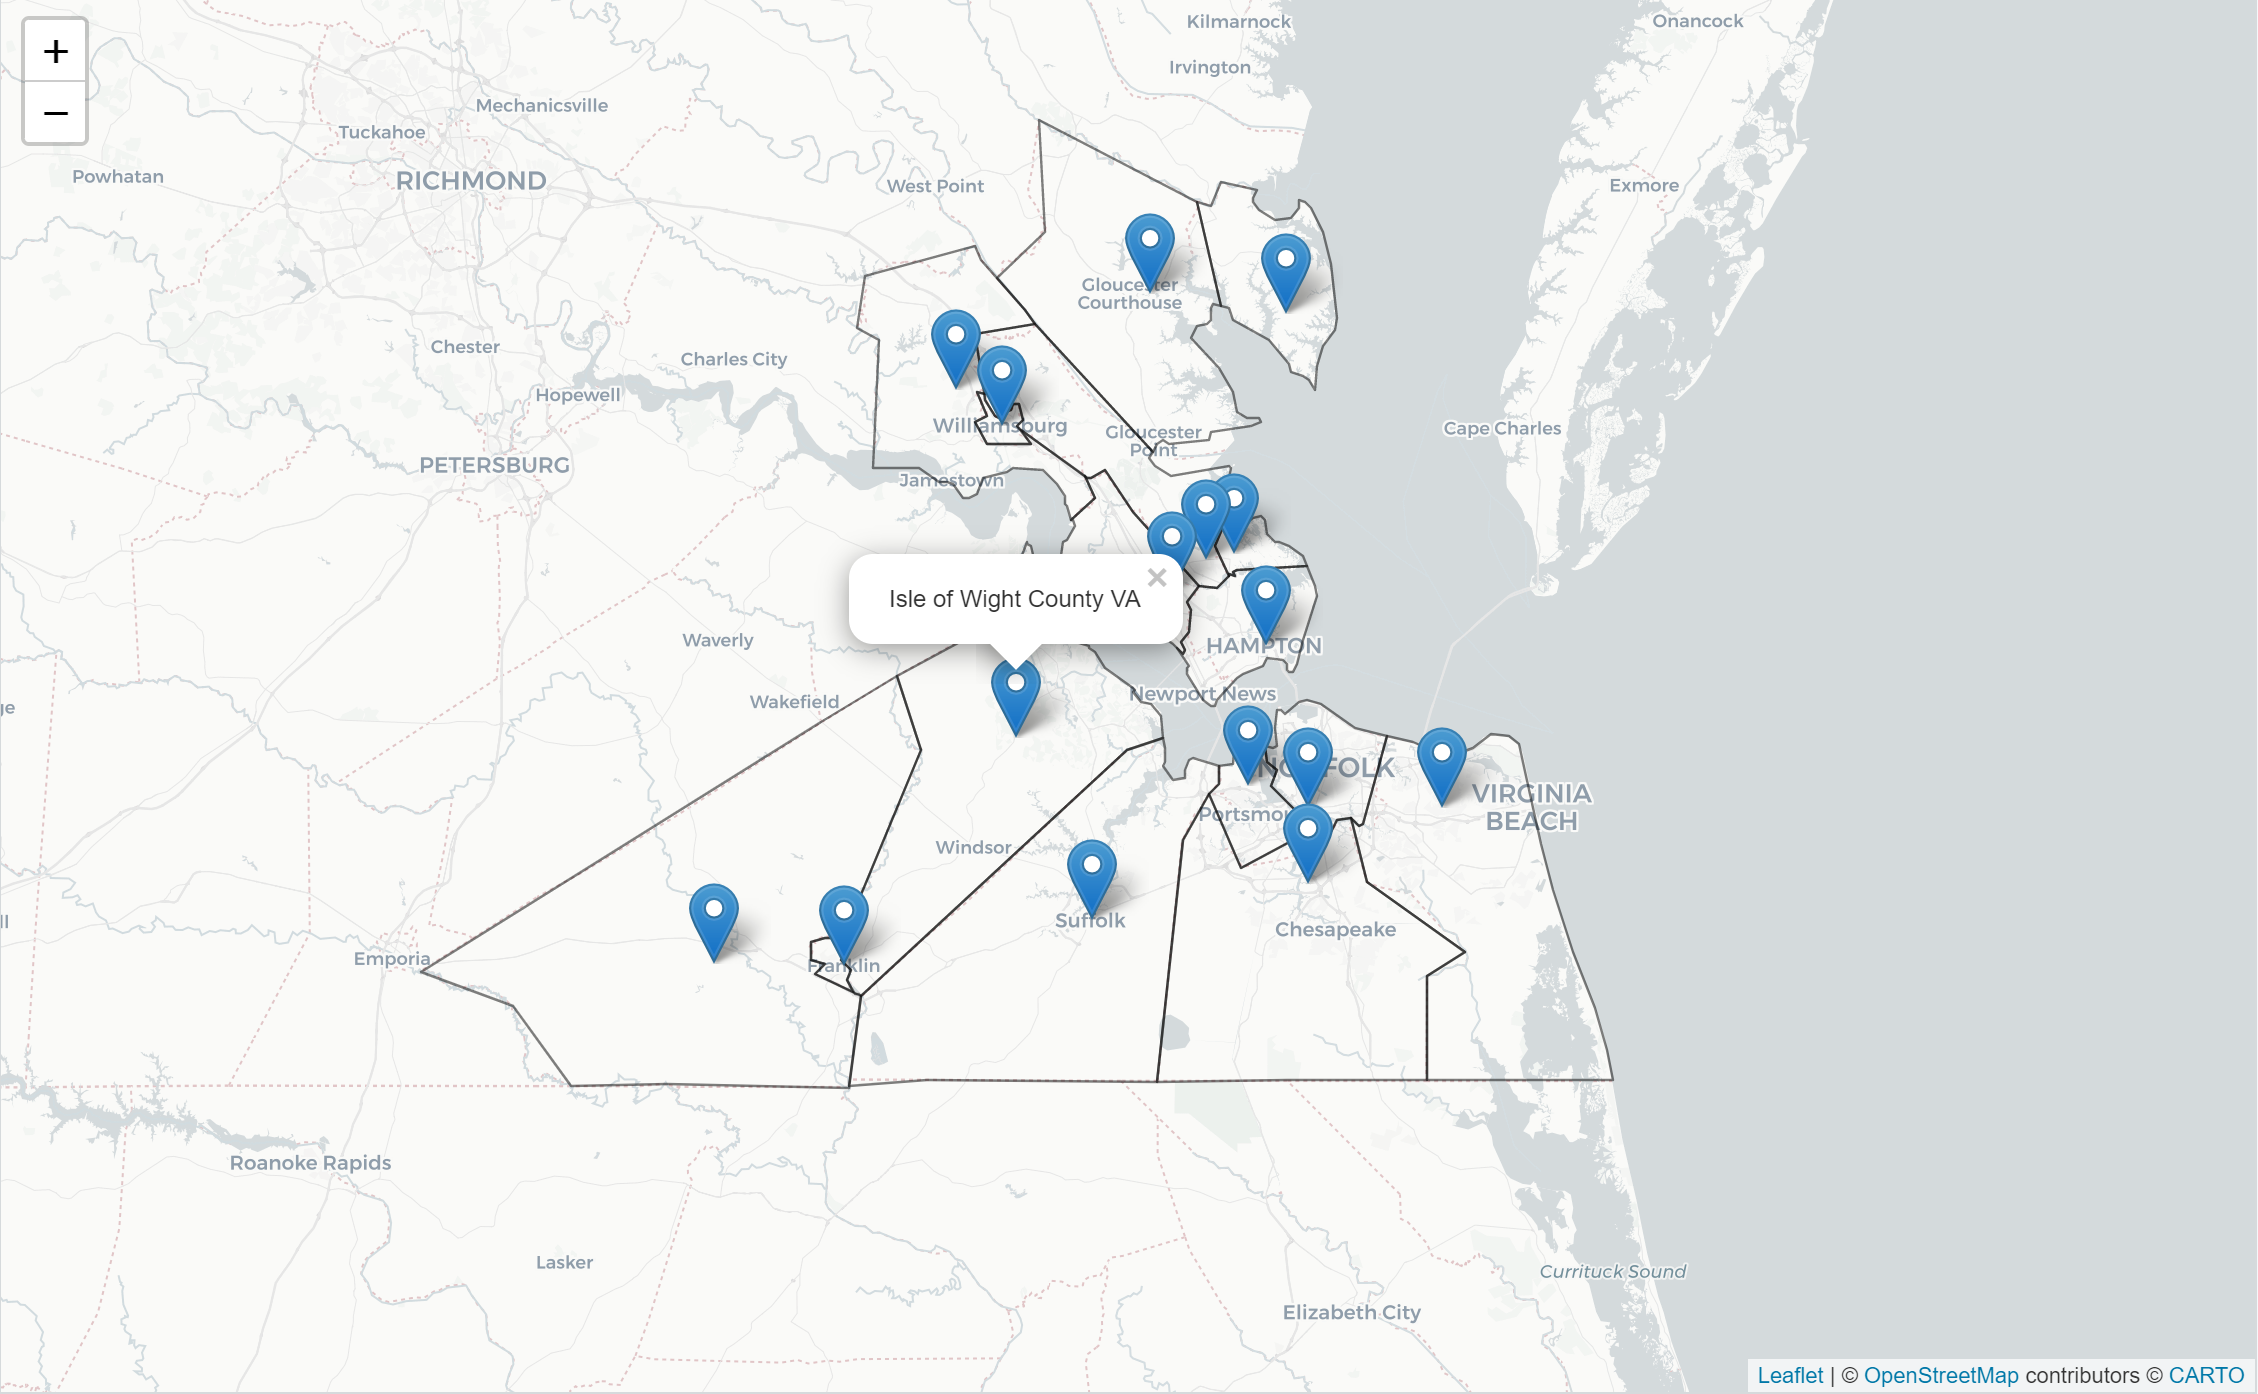 +
−
Kilmarnock
Onancock
Irvington
Mechanicsville
Tuckahoe
Powhatan
RICHMOND
West Point
Exmore
Gloucester
Courthouse
Chester
Charles City
Hopewell
Williamsburg
Gloucester
Point
Cape Charles
PETERSBURG
Jamestown
Isle of Wight County VA
×
Waverly
HAMPTON
Wakefield
Newport News
VIRGINIA
BEACH
Windsor
Suffolk
Chesapeake
Emporia
Franklin
Roanoke Rapids
Lasker
Currituck Sound
Elizabeth City
Leaflet | © OpenStreetMap contributors © CARTO